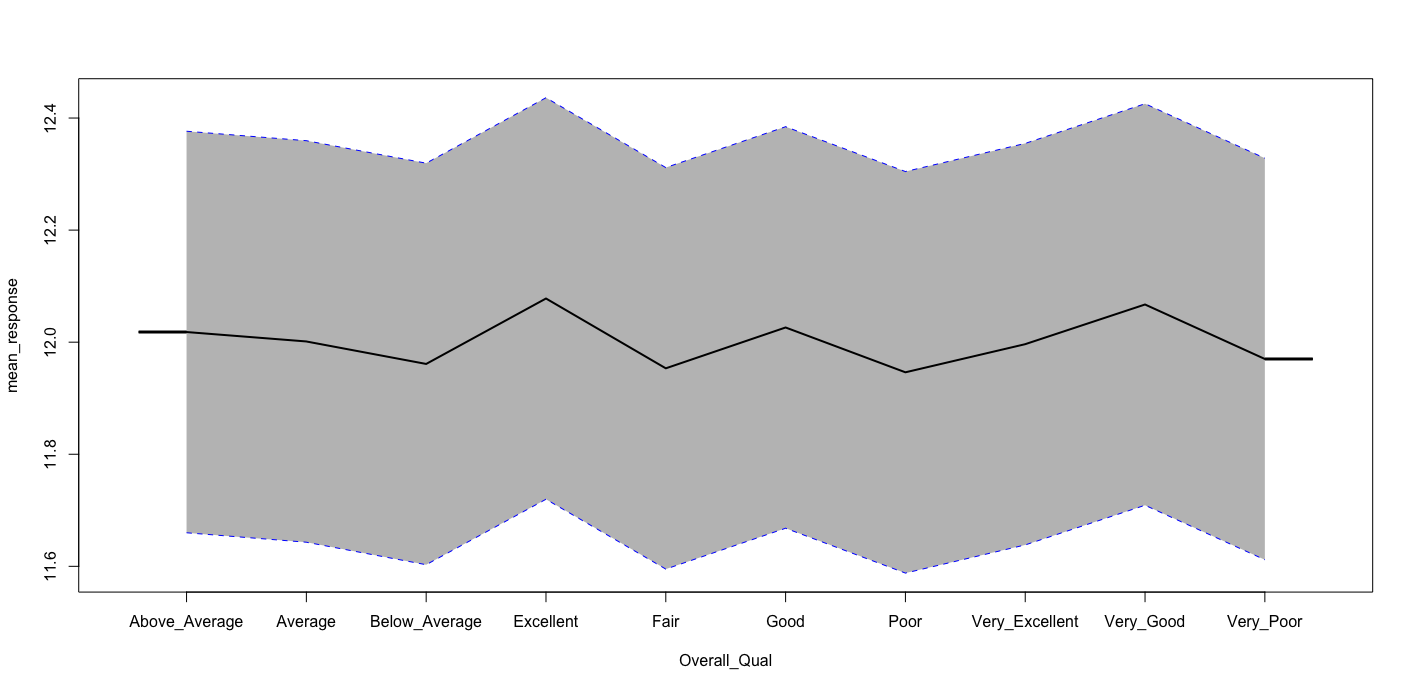 mean_response
12.4
12.2
12.0
11.8
11.6
Above_Average Average Below_Average Excellent Fair Good Poor Very_Excellent Very_Good Very_Poor
Overall_Qual